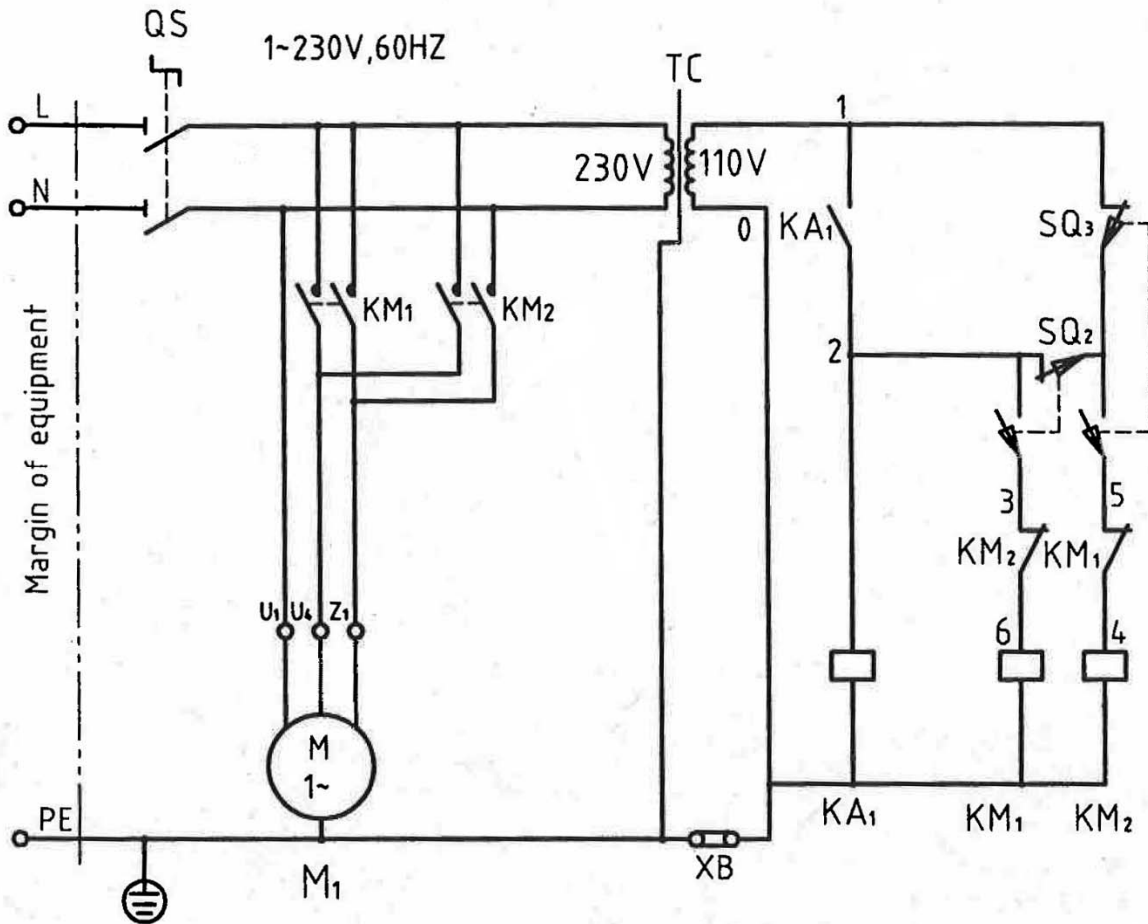 QS
1~230V,60HZ
TC
L
1
230V
110V
N
0
KA₁
SQ₃
KM₁
KM₂
SQ₂
2
Margin of equipment
3
5
KM₂
KM₁
U₁
U₄
Z₁
6
4
M
1~
PE
KA₁
KM₁
KM₂
M₁
XB